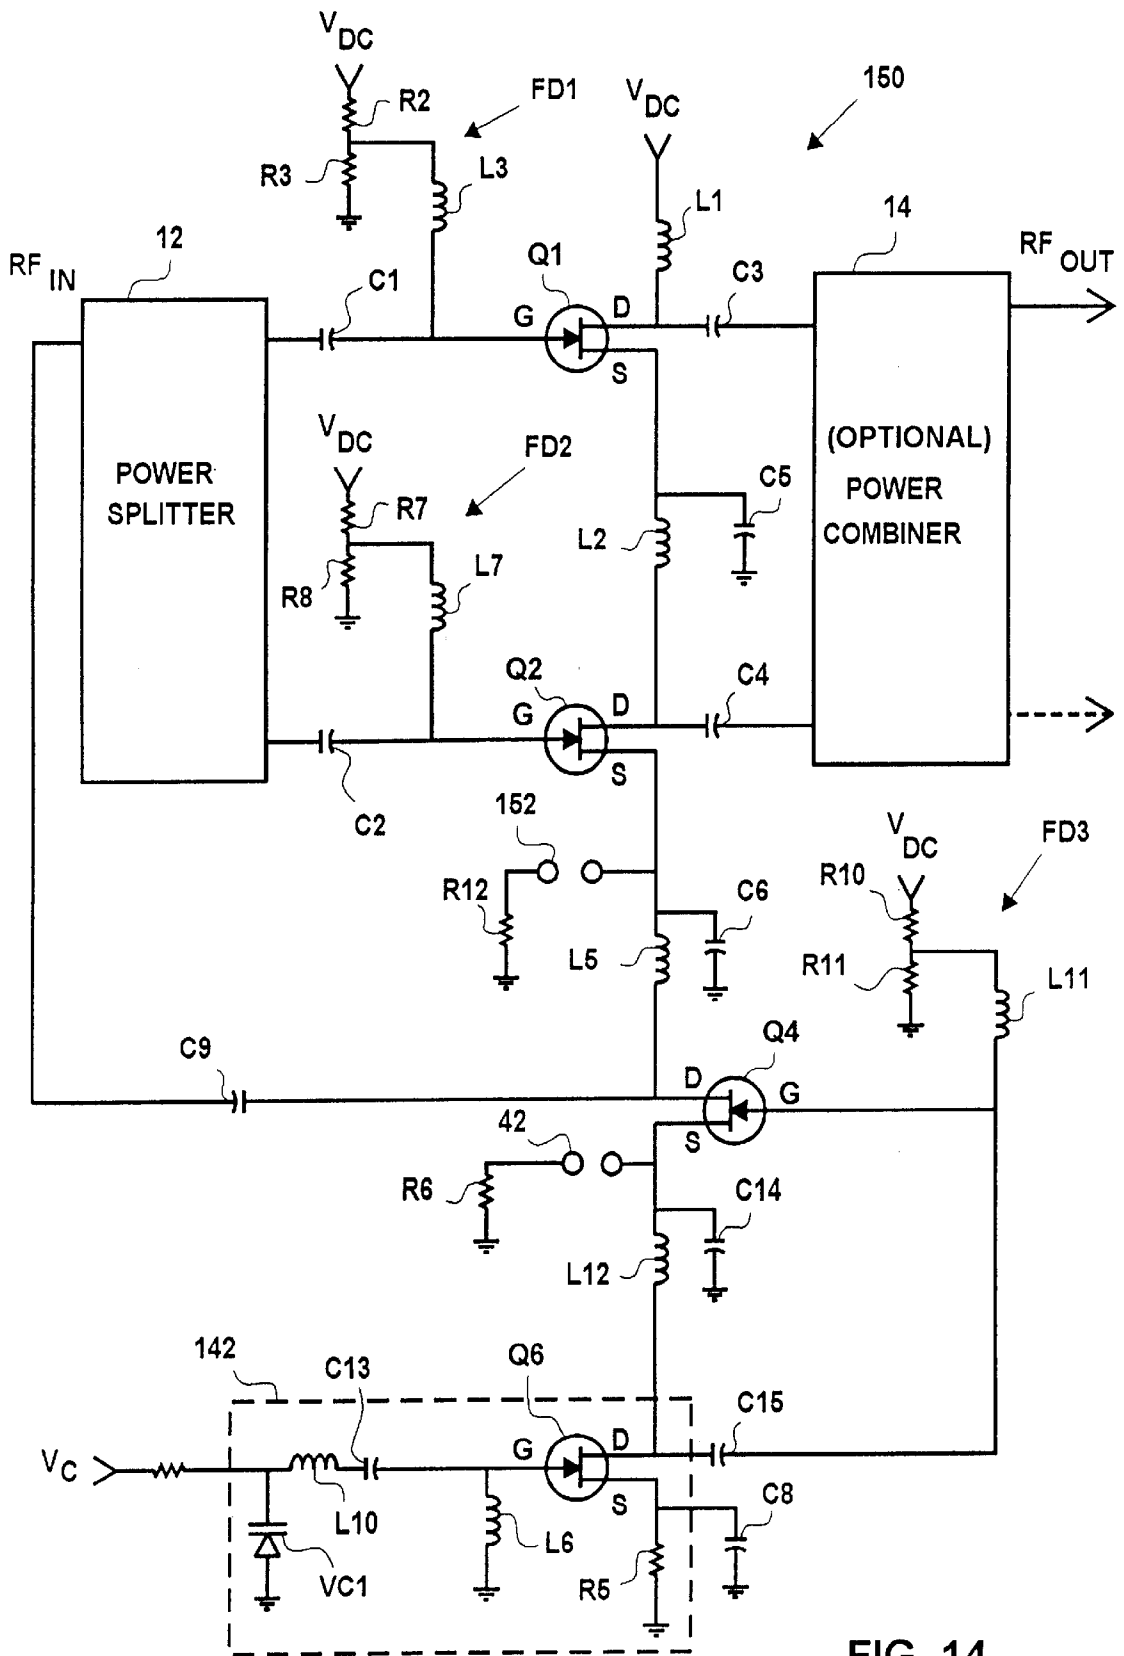 V DC
R2
FD1
V DC
150
R3
L3
L1
12
14
RF IN
C1
Q1
D
C3
RF OUT
G
S
V DC
FD2
(OPTIONAL)
POWER
COMBINER
POWER
SPLITTER
R7
C5
L2
R8
L7
Q2
D
C4
G
S
C2
152
V DC
FD3
R12
C6
R10
L5
R11
L11
C9
Q4
D
G
42
S
R6
C14
L12
142
C13
Q6
C15
V C
G
D
L10
S
C8
L6
VC1
R5
FIG. 14